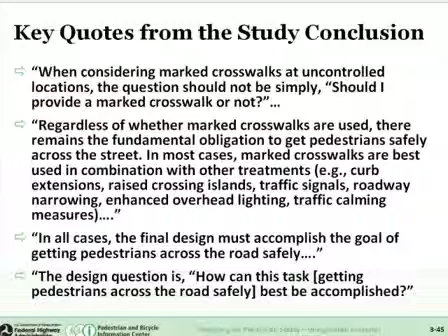 Key Quotes from the Study Conclusion
“When considering marked crosswalks at uncontrolled
locations, the question should not be simply, “Should I
provide a marked crosswalk or not?”…
“Regardless of whether marked crosswalks are used, there
remains the fundamental obligation to get pedestrians safely
across the street. In most cases, marked crosswalks are best
used in combination with other treatments (e.g., curb
extensions, raised crossing islands, traffic signals, roadway
narrowing, enhanced overhead lighting, traffic calming
measures)….”
“In all cases, the final design must accomplish the goal of
getting pedestrians across the road safely….”
“The design question is, “How can this task [getting
pedestrians across the road safely] best be accomplished?”
Federal Highway
Pedestrian and Bicycle
Information Center
3-45